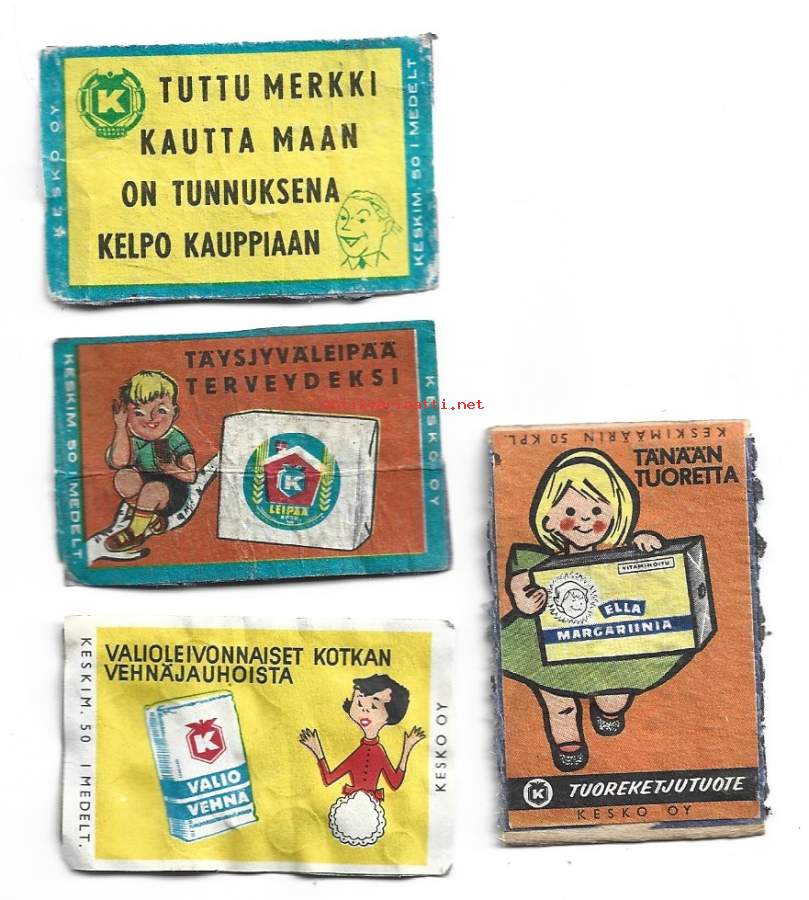 KESKO OY
K
TUTTU MERKKI
KAUTTA MAAN
ON TUNNUKSENA
KELPO KAUPPIAAN
KESKIM. 50 I MEDELT
KESKIM. 50 MEDELT
TÄYSJYVÄLEIPÄÄ
TERVEYDEKSI
K
LEIPÄÄ
KESKO OY
KESKIM. 50 I MEDELT.
VALIOLEIVONNAISET KOTKAN
VEHNÄJAUHOISTA
K
VALIO
VEHNÄ
KESKO OY
KESKIMÄÄRIN 50 KPL.
TÄNÄÄN
TUORETTA
VITAMINOITU
ELLA
MARGARIINIA
K TUOREKETJUTUOTE
KESKO OY